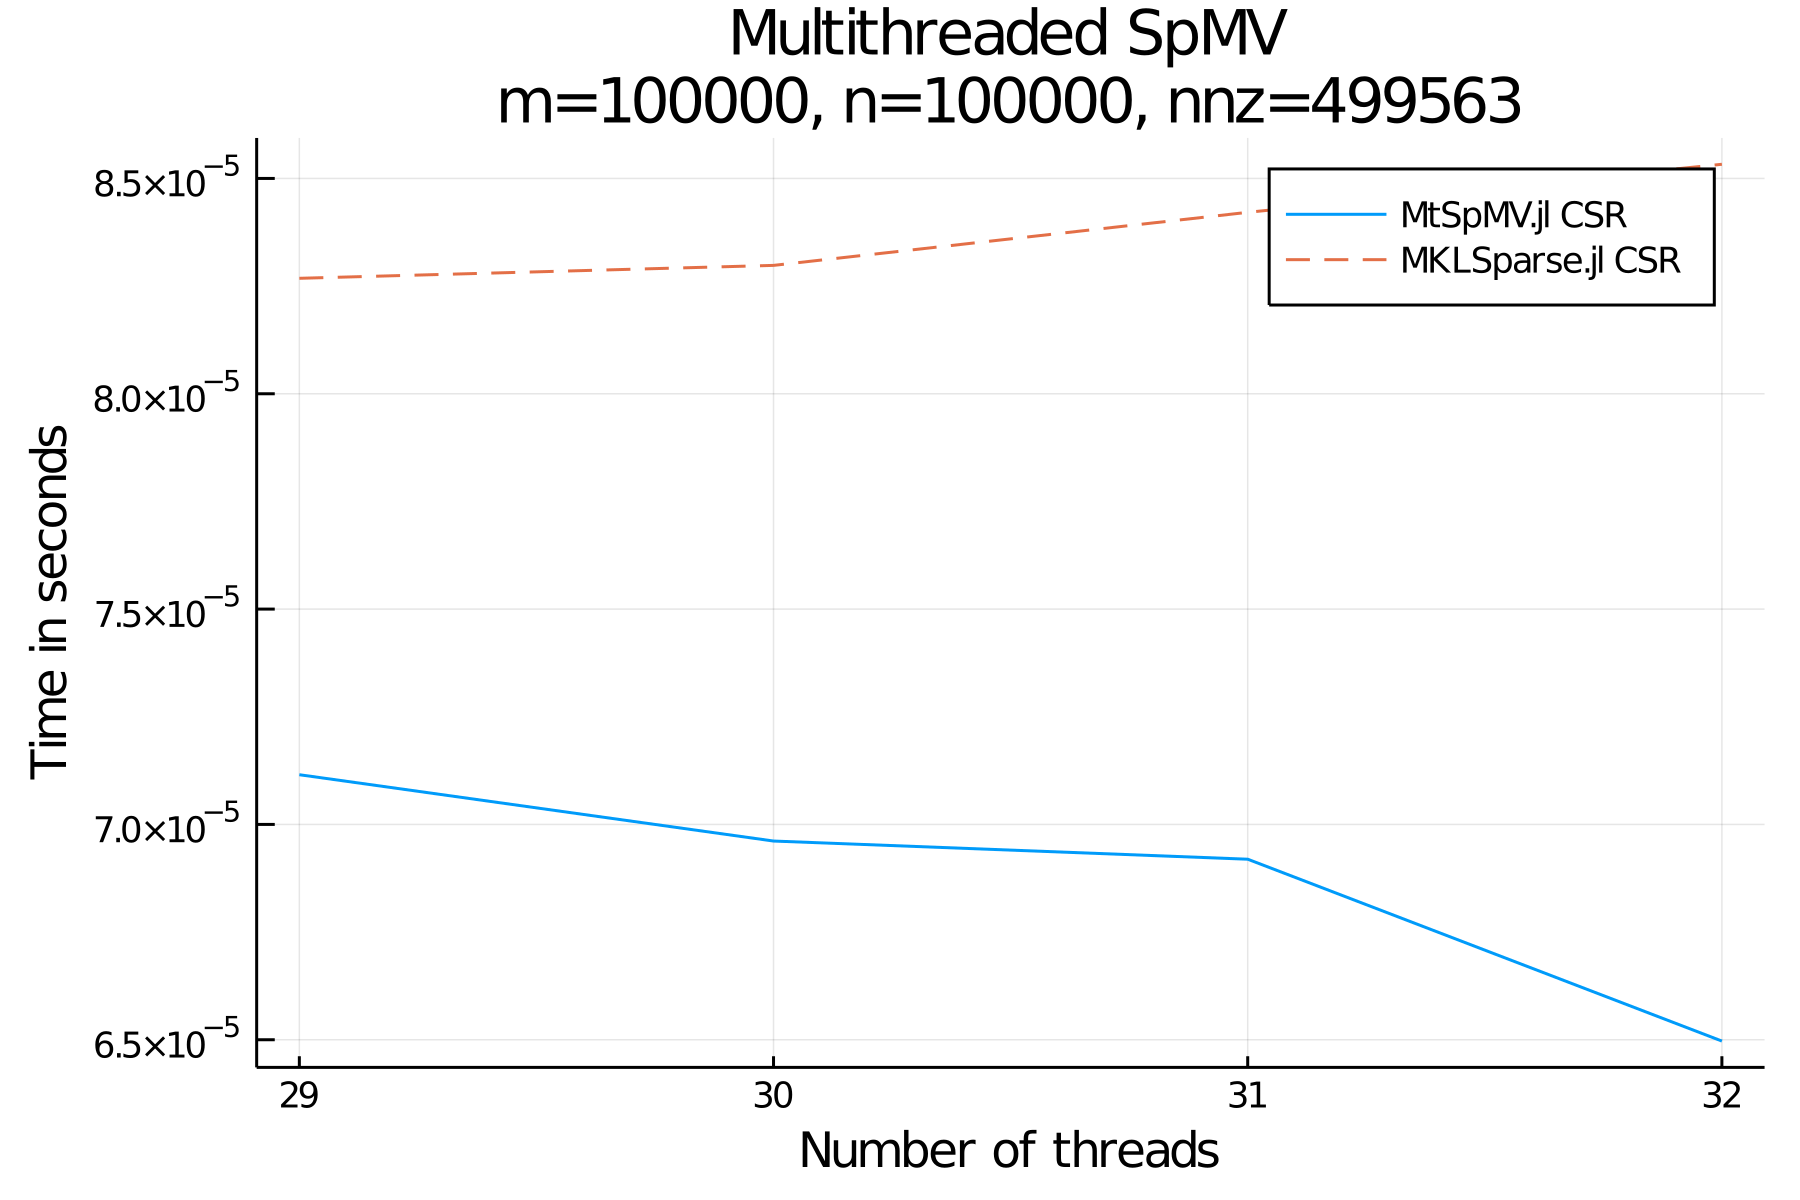 Multithreaded SpMV
m=100000, n=100000, nnz=499563
8.5×10⁻⁵
8.0×10⁻⁵
7.5×10⁻⁵
7.0×10⁻⁵
6.5×10⁻⁵
Time in seconds
MtSpMV.jl CSR
MKLSparse.jl CSR
29 30 31 32
Number of threads